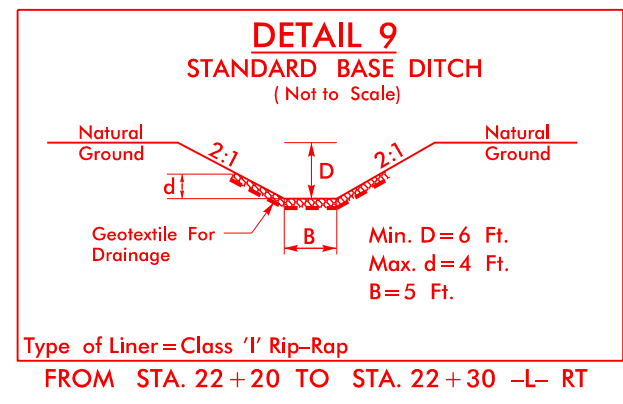 DETAIL 9
STANDARD BASE DITCH
( Not to Scale)
Natural
Ground
2:1
D
2:1
Natural
Ground
d
Geotextile For
Drainage
B
Min. D=6 Ft.
Max. d=4 Ft.
B=5 Ft.
Type of Liner=Class 'I' Rip-Rap
FROM STA. 22+20 TO STA. 22+30 -L- RT